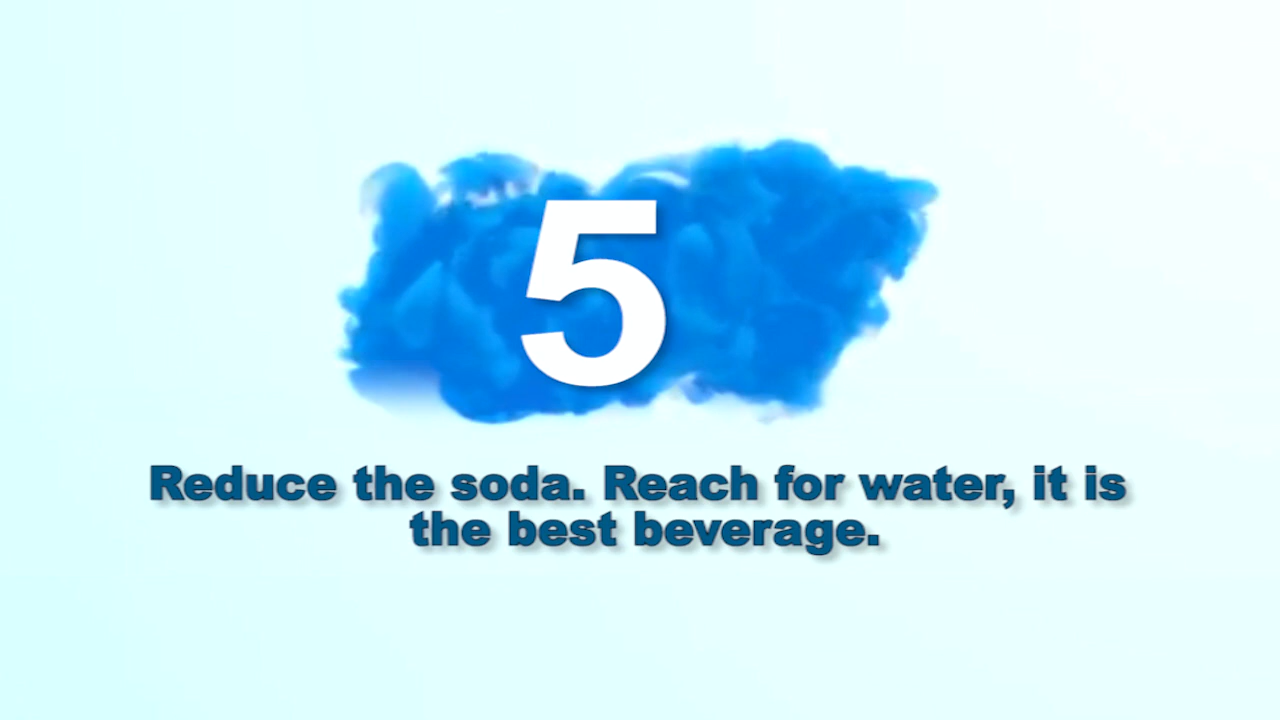 5
Reduce the soda. Reach for water, it is
the best beverage.